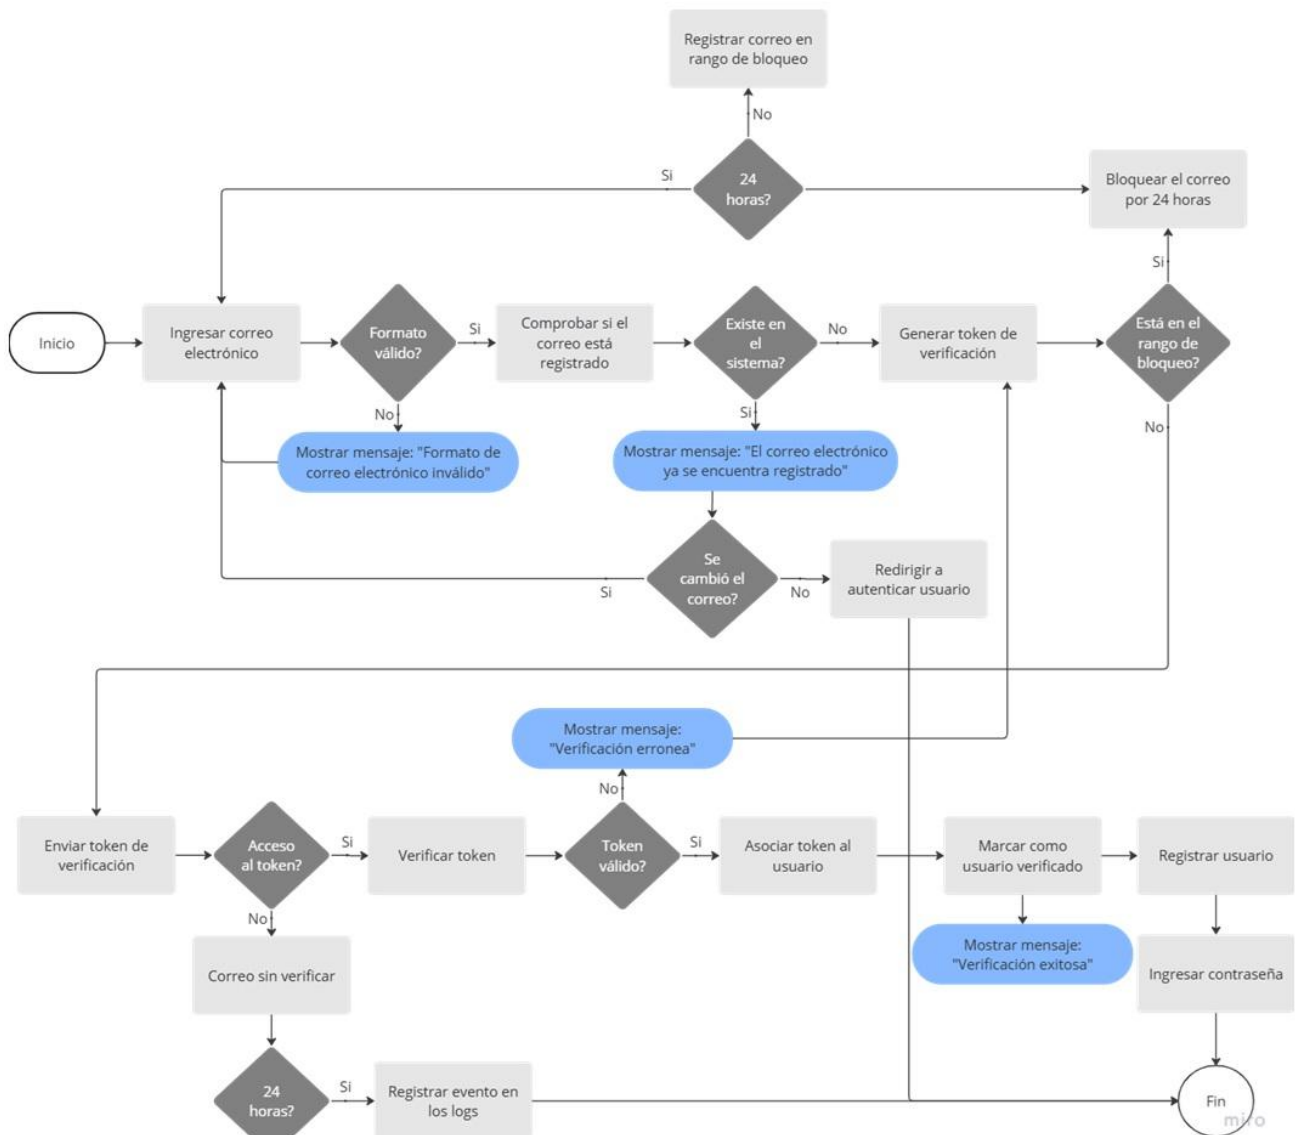 Registrar correo en
rango de bloqueo
No
Si
24
horas?
Bloquear el correo
por 24 horas
Si
Inicio
Ingresar correo
electrónico
Formato
válido?
Si
Comprobar si el
correo está
registrado
Existe en
el
sistema?
No
Generar token de
verificación
Está en el
rango de
bloqueo?
No
Si
No
Mostrar mensaje: "Formato de
correo electrónico inválido"
Mostrar mensaje: "El correo electrónico
ya se encuentra registrado"
Se
cambió el
correo?
Si
No
Redirigir a
autenticar usuario
Mostrar mensaje:
"Verificación erronea"
No
Enviar token de
verificación
Acceso
al token?
Si
Verificar token
Token
válido?
Si
Asociar token al
usuario
Marcar como
usuario verificado
Registrar usuario
No
Correo sin verificar
Mostrar mensaje:
"Verificación exitosa"
Ingresar contraseña
24
horas?
Si
Registrar evento en
los logs
Fin
miro